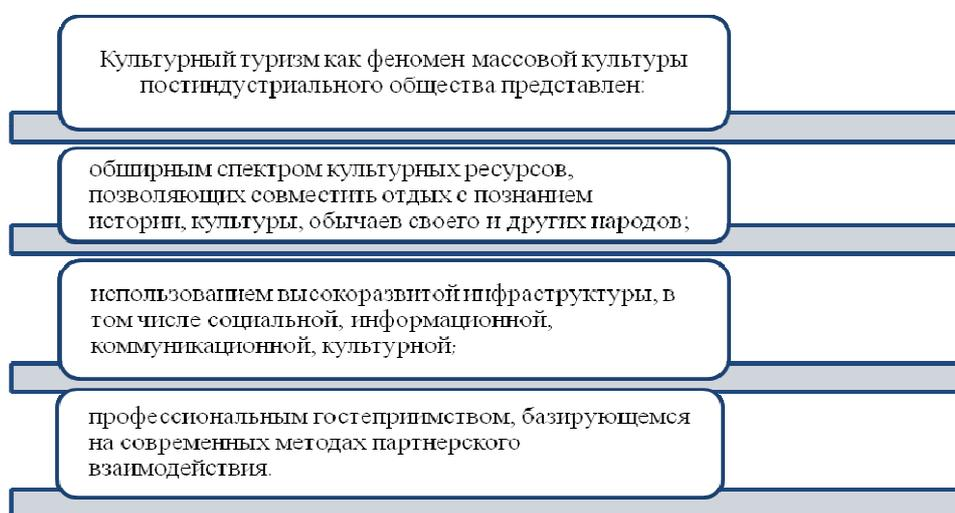 Культурный туризм как феномен массовой культуры
постиндустриального общества представлен:
обширным спектром культурных ресурсов,
позволяющих совместить отдых с познанием
истории, культуры, обычаев своего и других народов;
использованием высокоразвитой инфраструктуры, в
том числе социальной, информационной,
коммуникационной, культурной;
профессиональным гостеприимством, базирующемся
на современных методах партнерского
взаимодействия.